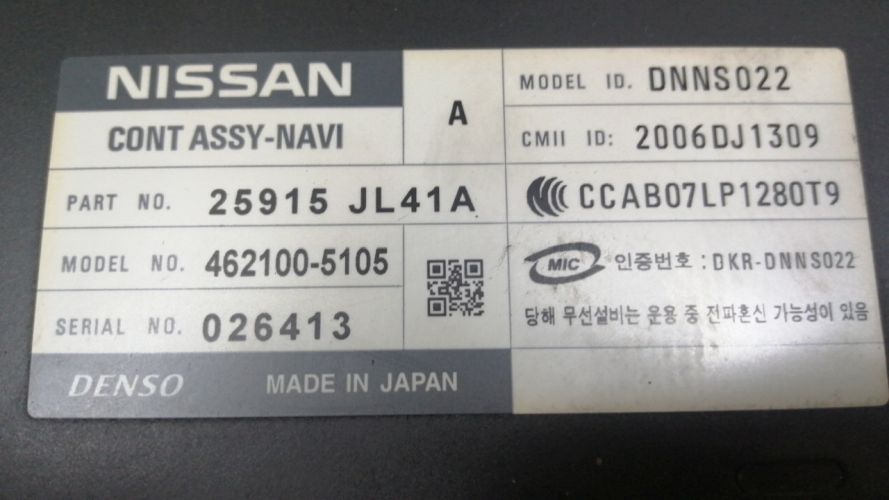 NISSAN
CONT ASSY-NAVI
A
PART NO. 25915 JL41A
MODEL NO. 462100-5105
SERIAL NO. 026413
DENSO MADE IN JAPAN
MODEL ID. DNNS022
CMII ID: 2006DJ1309
CCAB07LP1280T9
MIC 인증번호 : DKR-DNNS022
당해 무선설비는 운용 중 전파혼신 가능성이 있음